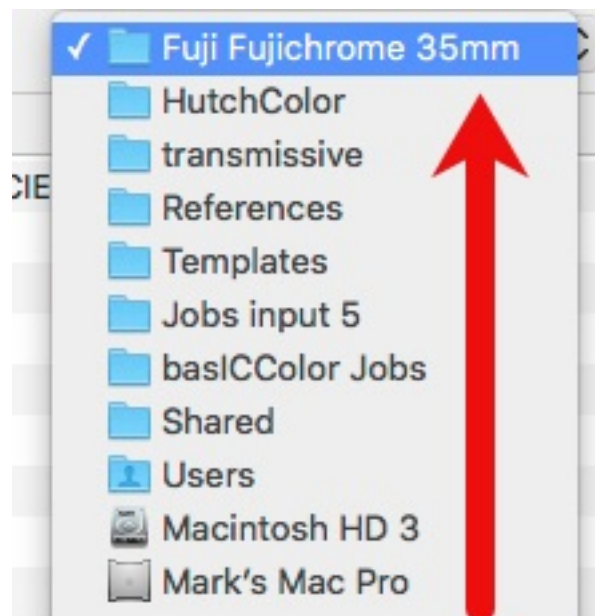 Fuji Fujichrome 35mm
HutchColor
CIE
transmissive
References
Templates
Jobs input 5
basICColor Jobs
Shared
Users
Macintosh HD 3
Mark's Mac Pro